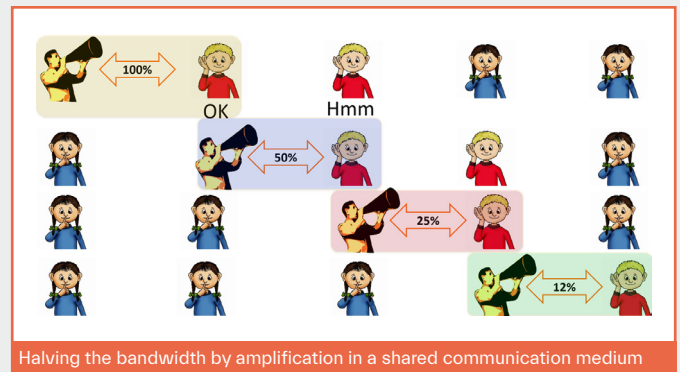 100%
OK
Hmm
50%
25%
12%
Halving the bandwidth by amplification in a shared communication medium